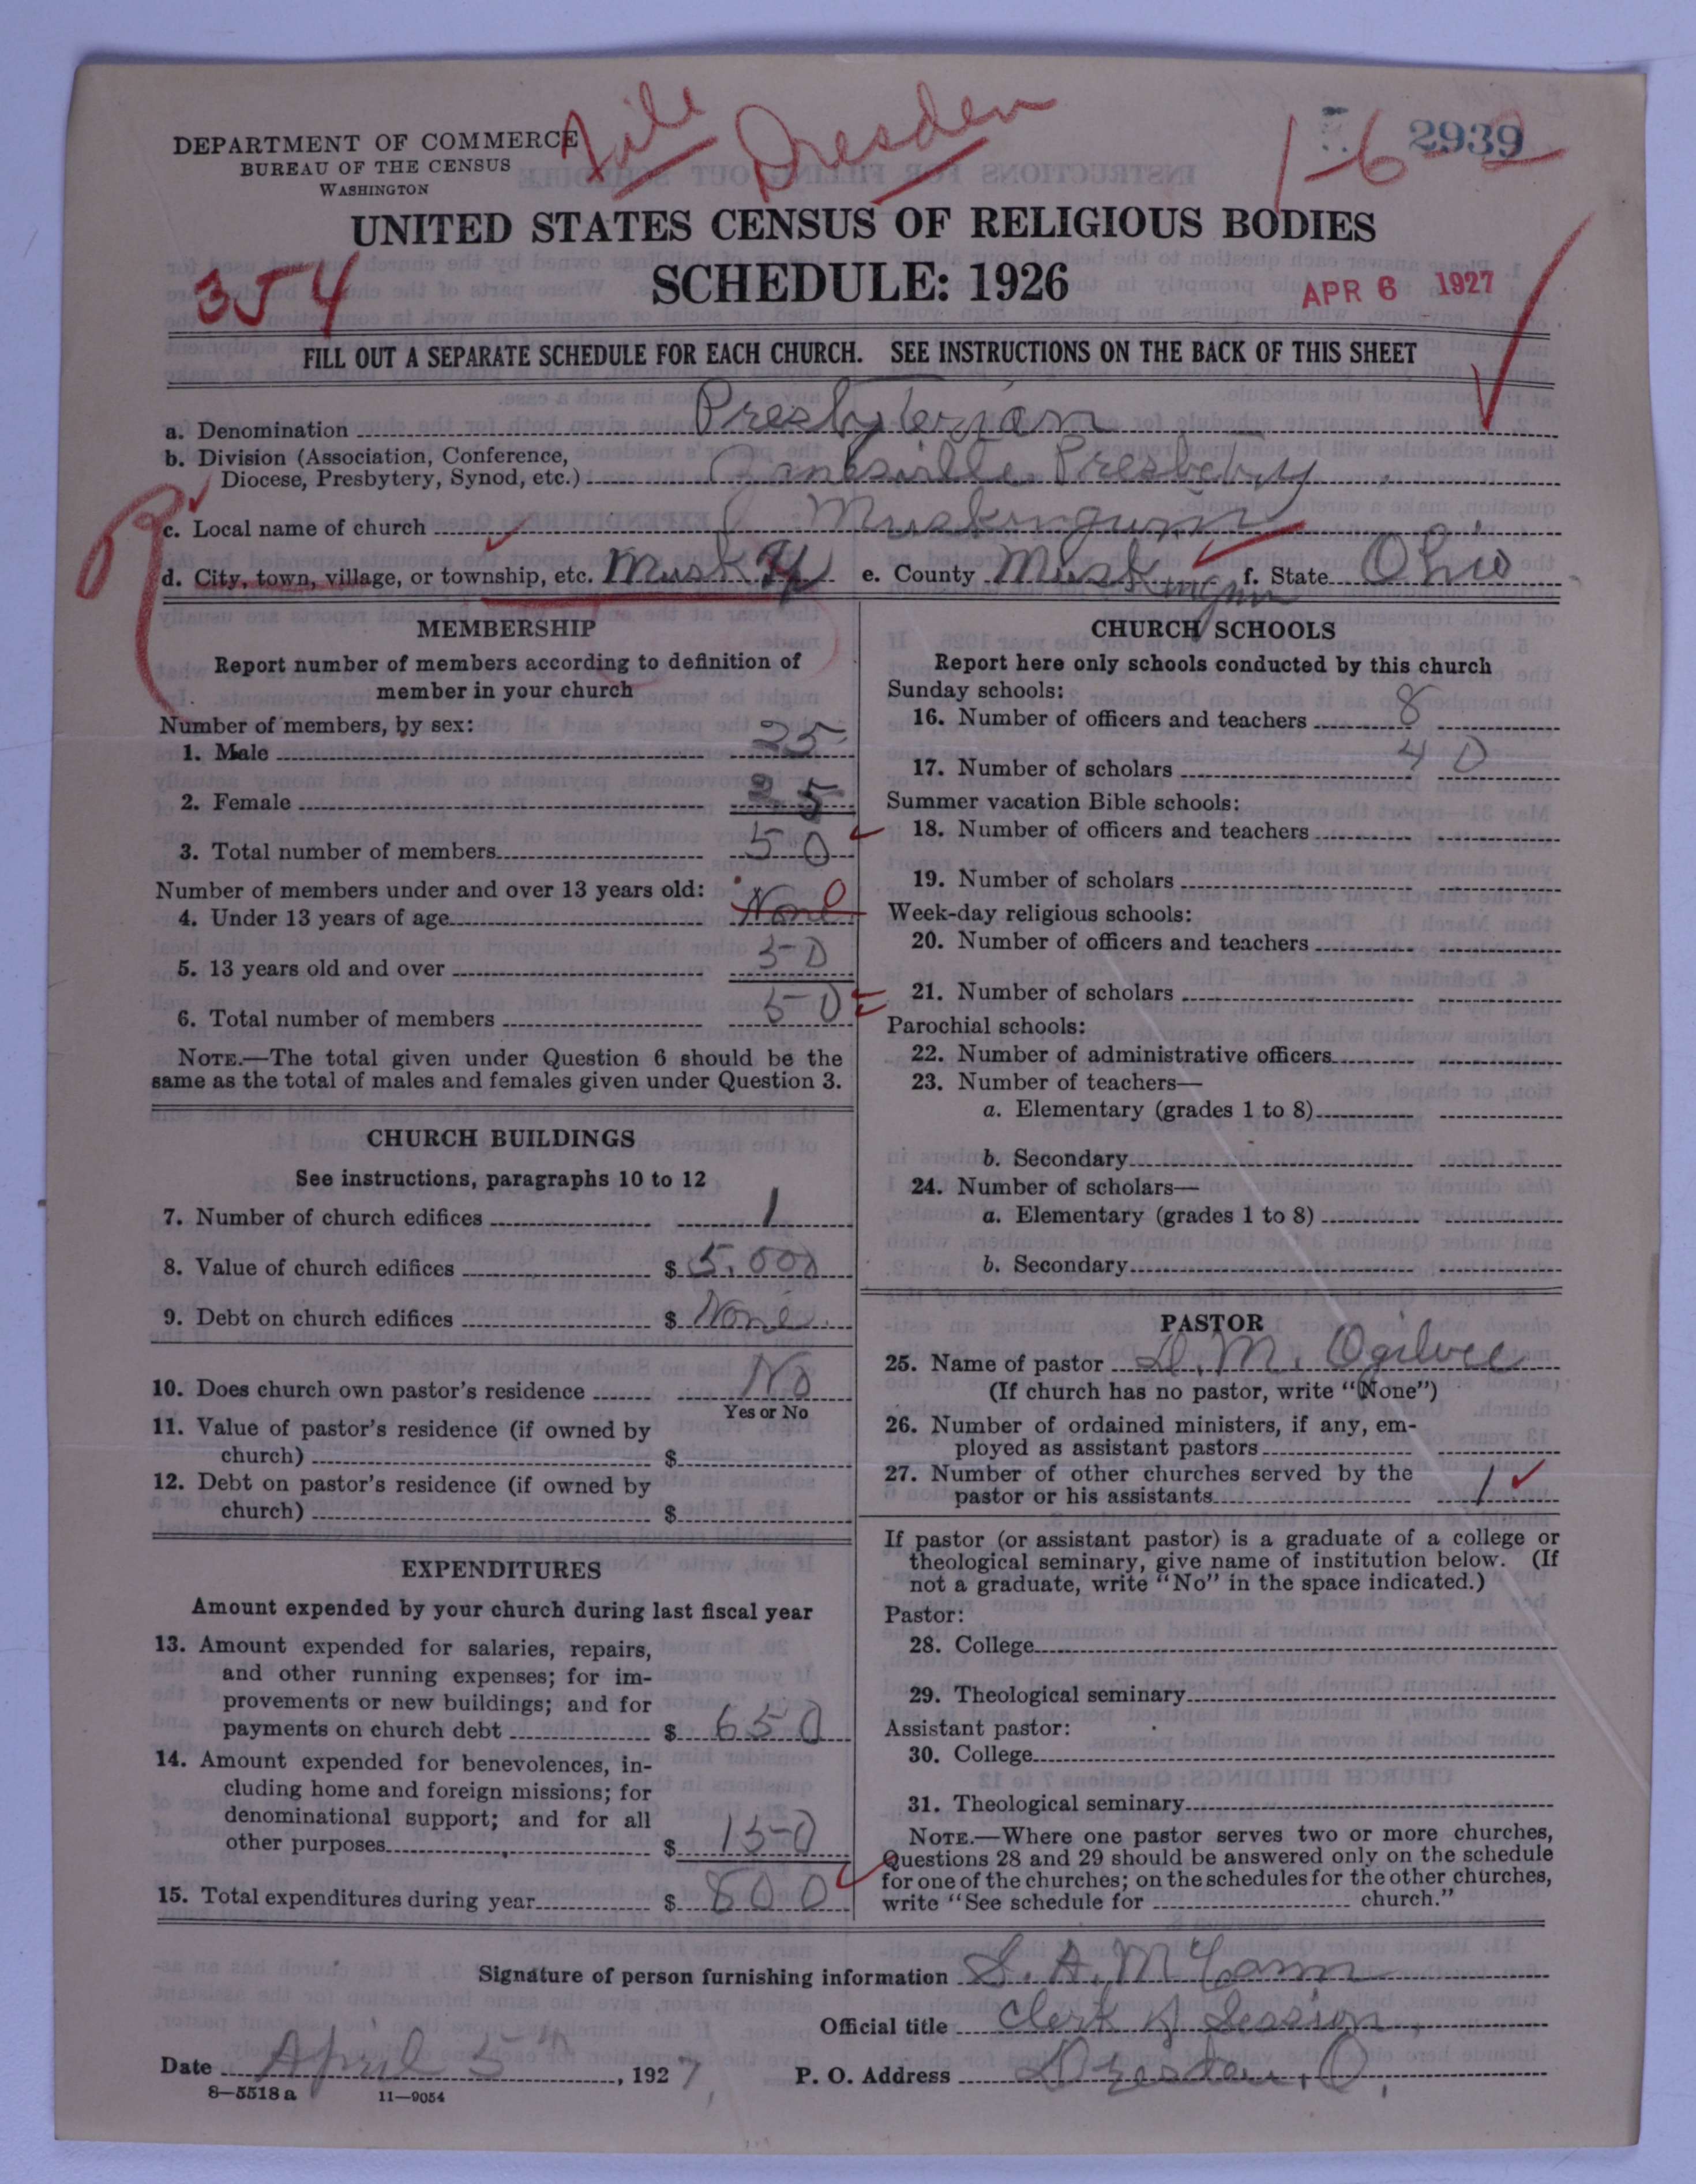 File Dresden
1-6-2
2939
DEPARTMENT OF COMMERCE
BUREAU OF THE CENSUS
WASHINGTON
UNITED STATES CENSUS OF RELIGIOUS BODIES
SCHEDULE: 1926
354
APR 6 1927
FILL OUT A SEPARATE SCHEDULE FOR EACH CHURCH. SEE INSTRUCTIONS ON THE BACK OF THIS SHEET
a. Denomination Presbyterian
b. Division (Association, Conference,
Diocese, Presbytery, Synod, etc.) Zanesville Presbetry
c. Local name of church Muskingum
d. City, town, village, or township, etc. Musk e. County Muskingum f. State Ohio
R
MEMBERSHIP
Report number of members according to definition of
member in your church
Number of members, by sex:
1. Male 25
2. Female 25
3. Total number of members 50
Number of members under and over 13 years old:
4. Under 13 years of age None 0
5. 13 years old and over 50
6. Total number of members 50
NOTE.—The total given under Question 6 should be the
same as the total of males and females given under Question 3.
CHURCH BUILDINGS
See instructions, paragraphs 10 to 12
7. Number of church edifices 1
8. Value of church edifices $ 5,000
9. Debt on church edifices $ None
10. Does church own pastor's residence No
Yes or No
11. Value of pastor's residence (if owned by
church) $
12. Debt on pastor's residence (if owned by
church) $
EXPENDITURES
Amount expended by your church during last fiscal year
13. Amount expended for salaries, repairs,
and other running expenses; for im-
provements or new buildings; and for
payments on church debt $ 650
14. Amount expended for benevolences, in-
cluding home and foreign missions; for
denominational support; and for all
other purposes $ 150
15. Total expenditures during year $ 800
CHURCH SCHOOLS
Report here only schools conducted by this church
Sunday schools:
16. Number of officers and teachers 8
17. Number of scholars 40
Summer vacation Bible schools:
18. Number of officers and teachers
19. Number of scholars
Week-day religious schools:
20. Number of officers and teachers
21. Number of scholars
Parochial schools:
22. Number of administrative officers
23. Number of teachers—
a. Elementary (grades 1 to 8)
b. Secondary
24. Number of scholars—
a. Elementary (grades 1 to 8)
b. Secondary
PASTOR
25. Name of pastor D. M. Ogilvee
(If church has no pastor, write "None")
26. Number of ordained ministers, if any, em-
ployed as assistant pastors
27. Number of other churches served by the
pastor or his assistants 1
If pastor (or assistant pastor) is a graduate of a college or
theological seminary, give name of institution below. (If
not a graduate, write "No" in the space indicated.)
Pastor:
28. College
29. Theological seminary
Assistant pastor:
30. College
31. Theological seminary
NOTE.—Where one pastor serves two or more churches,
Questions 28 and 29 should be answered only on the schedule
for one of the churches; on the schedules for the other churches,
write "See schedule for church."
Signature of person furnishing information S. A. McCann
Official title Clerk of Session
Date April 5th, 1927, P. O. Address Dresden, O.
8—5518 a 11—9054